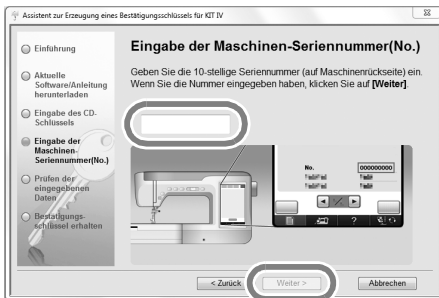 Assistent zur Erzeugung eines Bestätigungsschlüssels für KIT IV
Einführung
Aktuelle
Software/Anleitung
herunterladen
Eingabe des CD-
Schlüssels
Eingabe der
Maschinen-
Seriennummer(No.)
Prüfen der
eingegebenen
Daten
Bestätigungs-
schlüssel erhalten
Eingabe der Maschinen-Seriennummer(No.)
Geben Sie die 10-stellige Seriennummer (auf Maschinenrückseite) ein.
Wenn Sie die Nummer eingegeben haben, klicken Sie auf [Weiter].
No. 000000000
?
< Zurück Weiter > Abbrechen